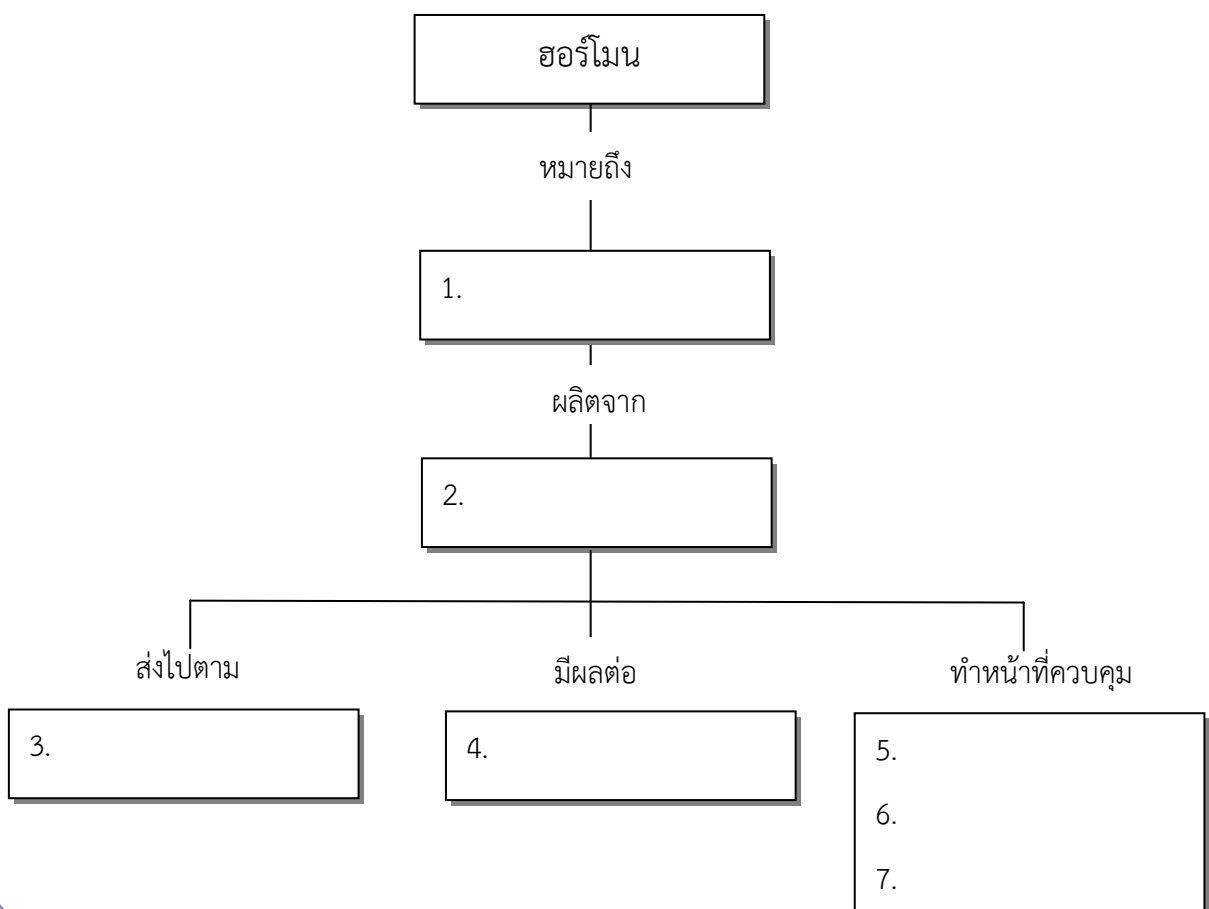 ฮอร์โมน
หมายถึง
1.
ผลิตจาก
2.
ส่งไปตาม
มีผลต่อ
ทำหน้าที่ควบคุม
3.
4.
5.
6.
7.